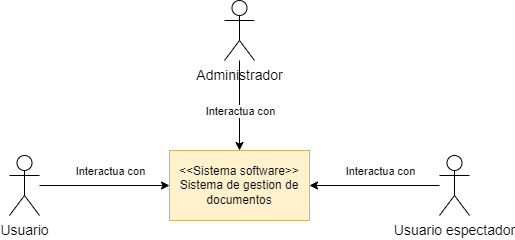 Administrador
Interactua con
Interactua con
<<Sistema software>>
Sistema de gestion de
documentos
Interactua con
Usuario
Usuario espectador